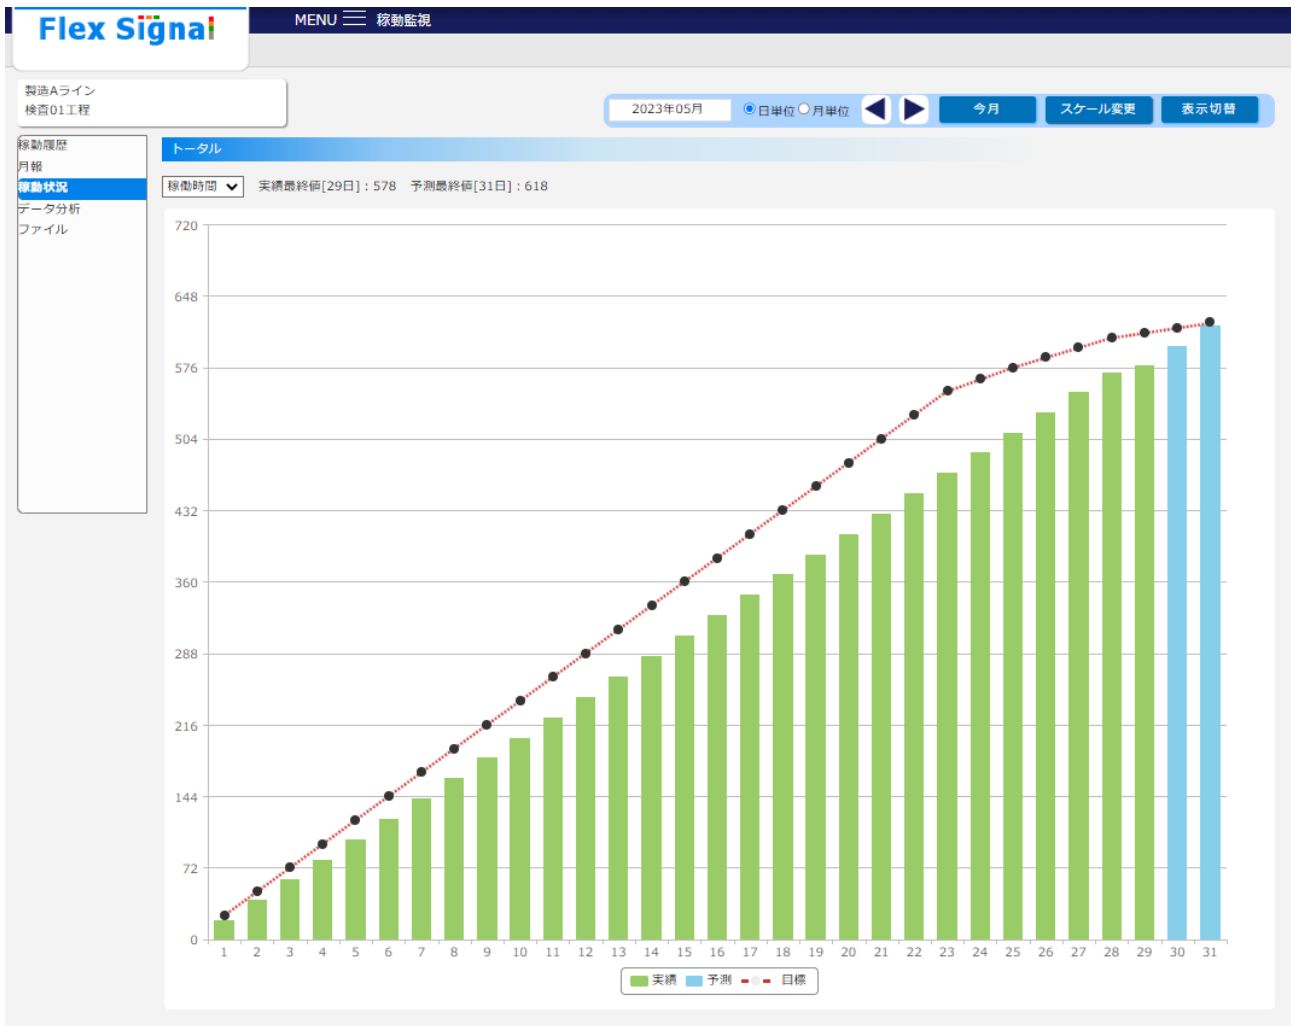 Flex Signal
MENU 稼動監視
製造Aライン
検査01工程
2023年05月 日単位 月単位 今月 スケール変更 表示切替
稼動履歴
月報
稼動状況
データ分析
ファイル
トータル
稼働時間 実績最終値[29日]：578 予測最終値[31日]：618
720
648
576
504
432
360
288
216
144
72
0
1 2 3 4 5 6 7 8 9 10 11 12 13 14 15 16 17 18 19 20 21 22 23 24 25 26 27 28 29 30 31
実績 予測 目標